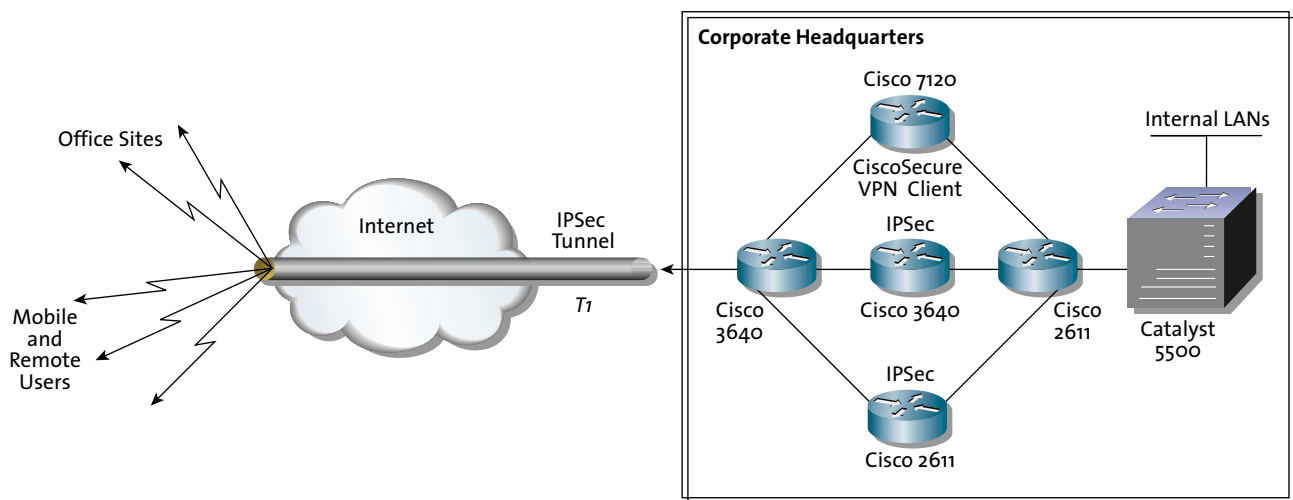 Corporate Headquarters
Cisco 7120
CiscoSecure
VPN Client
Internal LANs
Office Sites
Internet
IPSec
Tunnel
T1
Mobile
and
Remote
Users
Cisco
3640
IPSec
Cisco 3640
Cisco
2611
Catalyst
5500
IPSec
Cisco 2611